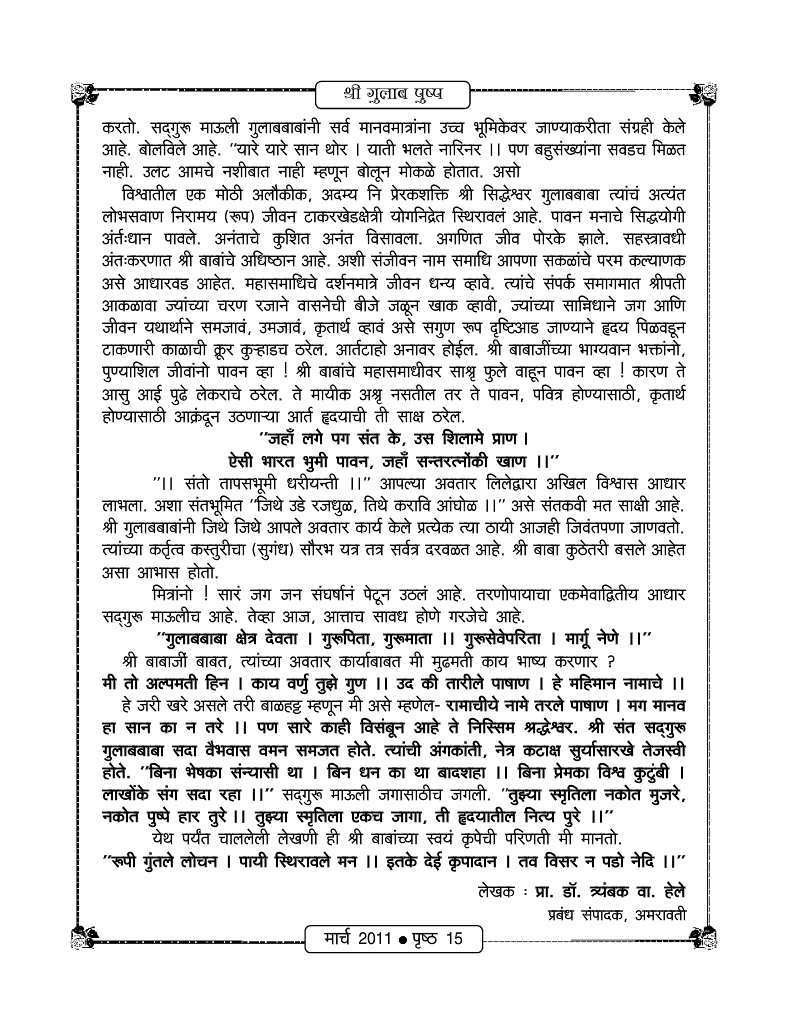 श्री गुलाब पुष्प
करतो. सद्‌गुरू माऊली गुलाबबाबांनी सर्व मानवमात्रांना उच्च भूमिकेवर जाण्याकरीता संग्रही केले
आहे. बोलविले आहे. "यारे यारे सान थोर । याती भलते नारिनर ।। पण बहुसंख्यांना सवडच मिळत
नाही. उलट आमचे नशीबात नाही म्हणून बोलून मोकळे होतात. असो
विश्वातील एक मोठी अलौकीक, अदम्य नि प्रेरकशक्ति श्री सिद्धेश्वर गुलाबबाबा त्यांचं अत्यंत
लोभसवाण निरामय (रूप) जीवन टाकरखेडक्षेत्री योगनिद्रेत स्थिरावलं आहे. पावन मनाचे सिद्धयोगी
अंर्तःधान पावले. अनंताचे कुशित अनंत विसावला. अगणित जीव पोरके झाले. सहस्त्रावधी
अंतःकरणात श्री बाबांचे अधिष्ठान आहे. अशी संजीवन नाम समाधि आपणा सकळांचे परम कल्याणक
असे आधारवड आहेत. महासमाधिचे दर्शनमात्रे जीवन धन्य व्हावे. त्यांचे संपर्क समागमात श्रीपती
आकळावा ज्यांच्या चरण रजाने वासनेची बीजे जळून खाक व्हावी, ज्यांच्या सान्निधाने जग आणि
जीवन यथार्थाने समजावं, उमजावं, कृतार्थ व्हावं असे सगुण रूप दृष्टिआड जाण्याने हृदय पिळवडून
टाकणारी काळाची क्रूर कुऱ्हाडच ठरेल. आर्तटाहो अनावर होईल. श्री बाबाजींच्या भाग्यवान भक्तांनो,
पुण्याशिल जीवांनो पावन व्हा ! श्री बाबांचे महासमाधीवर साश्रृ फुले वाहून पावन व्हा ! कारण ते
आसु आई पुढे लेकराचे ठरेल. ते मायीक अश्रृ नसतील तर ते पावन, पवित्र होण्यासाठी, कृतार्थ
होण्यासाठी आक्रंदून उठणाऱ्या आर्त हृदयाची ती साक्ष ठरेल.
"जहाँ लगे पग संत के, उस शिलामे प्राण ।
ऐसी भारत भुमी पावन, जहाँ सन्तरत्नोंकी खाण ।।"
"।। संतो तापसभूमी धरीयन्ती ।।" आपल्या अवतार लिलेद्वारा अखिल विश्वास आधार
लाभला. अशा संतभूमित "जिथे उडे रजधुळ, तिथे करावि आंघोळ ।।" असे संतकवी मत साक्षी आहे.
श्री गुलाबबाबांनी जिथे जिथे आपले अवतार कार्य केले प्रत्येक त्या ठायी आजही जिवंतपणा जाणवतो.
त्यांच्या कर्तृत्व कस्तुरीचा (सुगंध) सौरभ यत्र तत्र सर्वत्र दरवळत आहे. श्री बाबा कुठेतरी बसले आहेत
असा आभास होतो.
मित्रांनो ! सारं जग जन संघर्षानं पेटून उठलं आहे. तरणोपायाचा एकमेवाद्वितीय आधार
सद्‌गुरू माऊलीच आहे. तेव्हा आज, आत्ताच सावध होणे गरजेचे आहे.
"गुलाबबाबा क्षेत्र देवता । गुरूपिता, गुरूमाता ।। गुरूसेवेपरिता । मार्गू नेणे ।।"
श्री बाबाजीं बाबत, त्यांच्या अवतार कार्याबाबत मी मुढमती काय भाष्य करणार ?
मी तो अल्पमती हिन । काय वर्णु तुझे गुण ।। उद की तारीले पाषाण । हे महिमान नामाचे ।।
हे जरी खरे असले तरी बाळहट्ट म्हणून मी असे म्हणेल- रामाचीये नामे तरले पाषाण । मग मानव
हा सान का न तरे ।। पण सारे काही विसंबून आहे ते निस्सिम श्रद्धेश्वर. श्री संत सद्‌गुरू
गुलाबबाबा सदा वैभवास वमन समजत होते. त्यांची अंगकांती, नेत्र कटाक्ष सुर्यासारखे तेजस्वी
होते. "बिना भेषका संन्यासी था । बिन धन का था बादशहा ।। बिना प्रेमका विश्व कुटुंबी ।
लाखोंके संग सदा रहा ।।" सद्‌गुरू माऊली जगासाठीच जगली. "तुझ्या स्मृतिला नकोत मुजरे,
नकोत पुष्पे हार तुरे ।। तुझ्या स्मृतिला एकच जागा, ती हृदयातील नित्य पुरे ।।"
येथ पर्यंत चाललेली लेखणी ही श्री बाबांच्या स्वयं कृपेची परिणती मी मानतो.
"रूपी गुंतले लोचन । पायी स्थिरावले मन ।। इतके देई कृपादान । तव विसर न पडो नेदि ।।"
लेखक : प्रा. डॉ. त्र्यंबक वा. हेले
प्रबंध संपादक, अमरावती
मार्च 2011 ● पृष्ठ 15